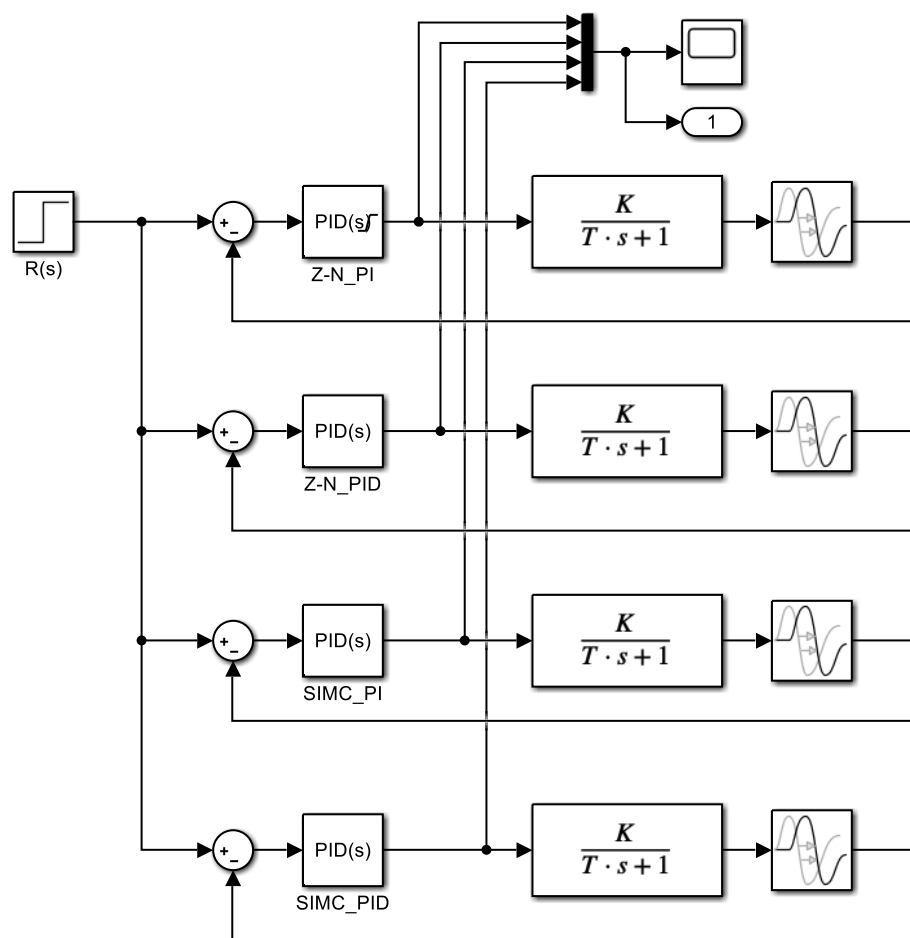 1
R(s)
+
−
PID(s)
Z-N_PI
K
T · s + 1
+
−
PID(s)
Z-N_PID
K
T · s + 1
+
−
PID(s)
SIMC_PI
K
T · s + 1
+
−
PID(s)
SIMC_PID
K
T · s + 1